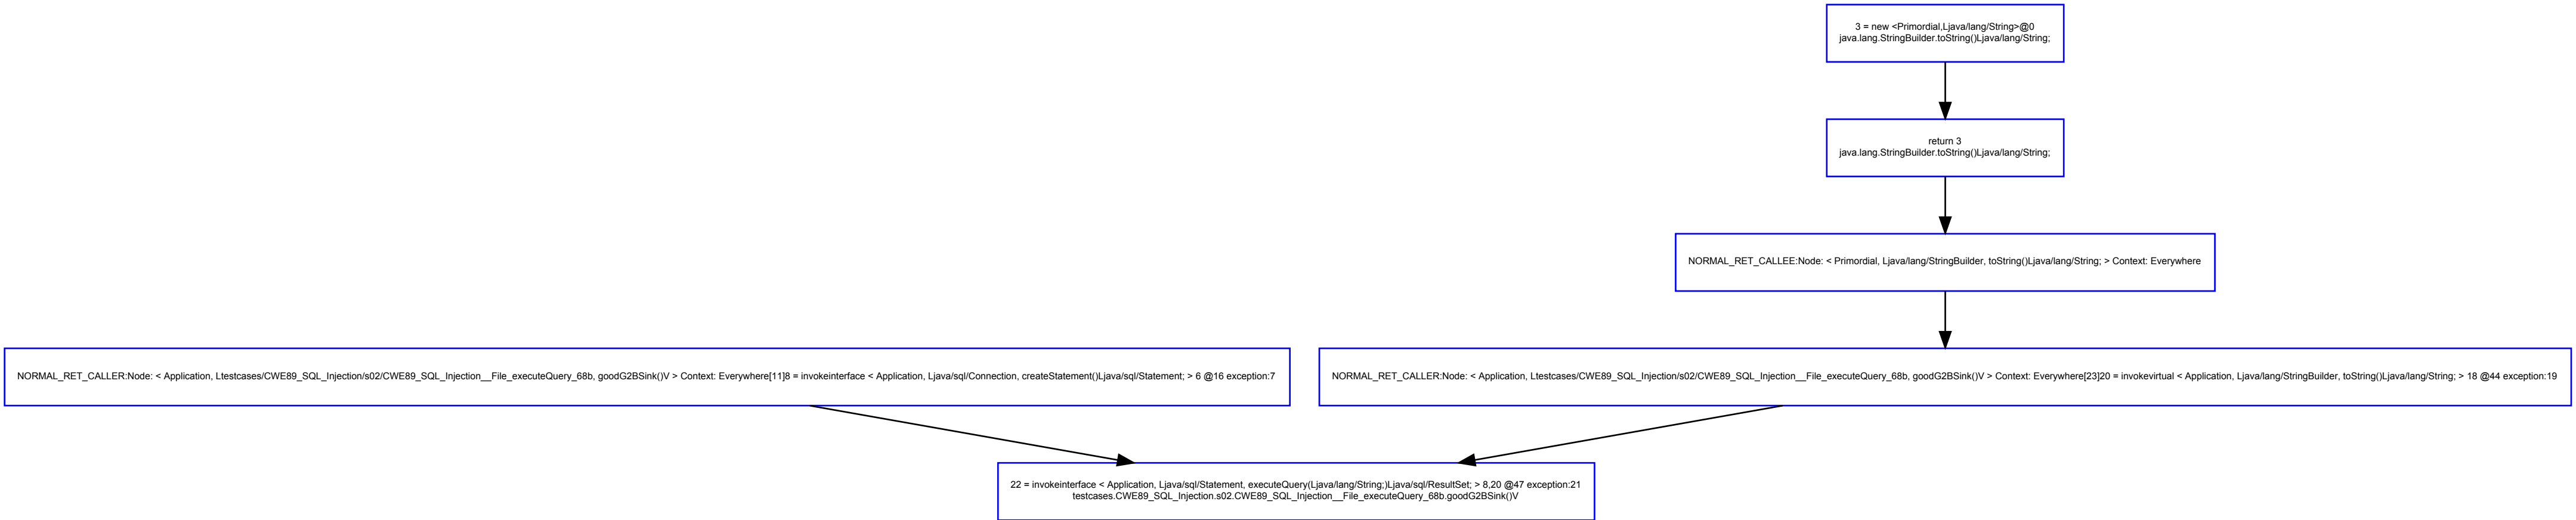 3 = new <Primordial,Ljava/lang/String>@0
java.lang.StringBuilder.toString()Ljava/lang/String;
return 3
java.lang.StringBuilder.toString()Ljava/lang/String;
NORMAL_RET_CALLEE:Node: < Primordial, Ljava/lang/StringBuilder, toString()Ljava/lang/String; > Context: Everywhere
NORMAL_RET_CALLER:Node: < Application, Ltestcases/CWE89_SQL_Injection/s02/CWE89_SQL_Injection__File_executeQuery_68b, goodG2BSink()V > Context: Everywhere[11]8 = invokeinterface < Application, Ljava/sql/Connection, createStatement()Ljava/sql/Statement; > 6 @16 exception:7
NORMAL_RET_CALLER:Node: < Application, Ltestcases/CWE89_SQL_Injection/s02/CWE89_SQL_Injection__File_executeQuery_68b, goodG2BSink()V > Context: Everywhere[23]20 = invokevirtual < Application, Ljava/lang/StringBuilder, toString()Ljava/lang/String; > 18 @44 exception:19
22 = invokeinterface < Application, Ljava/sql/Statement, executeQuery(Ljava/lang/String;)Ljava/sql/ResultSet; > 8,20 @47 exception:21
testcases.CWE89_SQL_Injection.s02.CWE89_SQL_Injection__File_executeQuery_68b.goodG2BSink()V